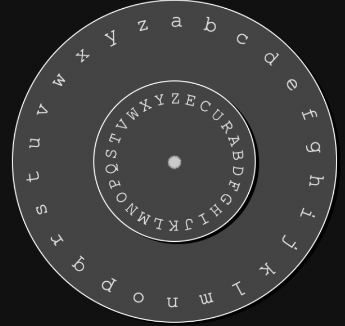 a b c d e f g h i j k l m n o p q r s t u v w x y z
E C U R A B D F G H I J K L M N O P Q S T V W X Y Z